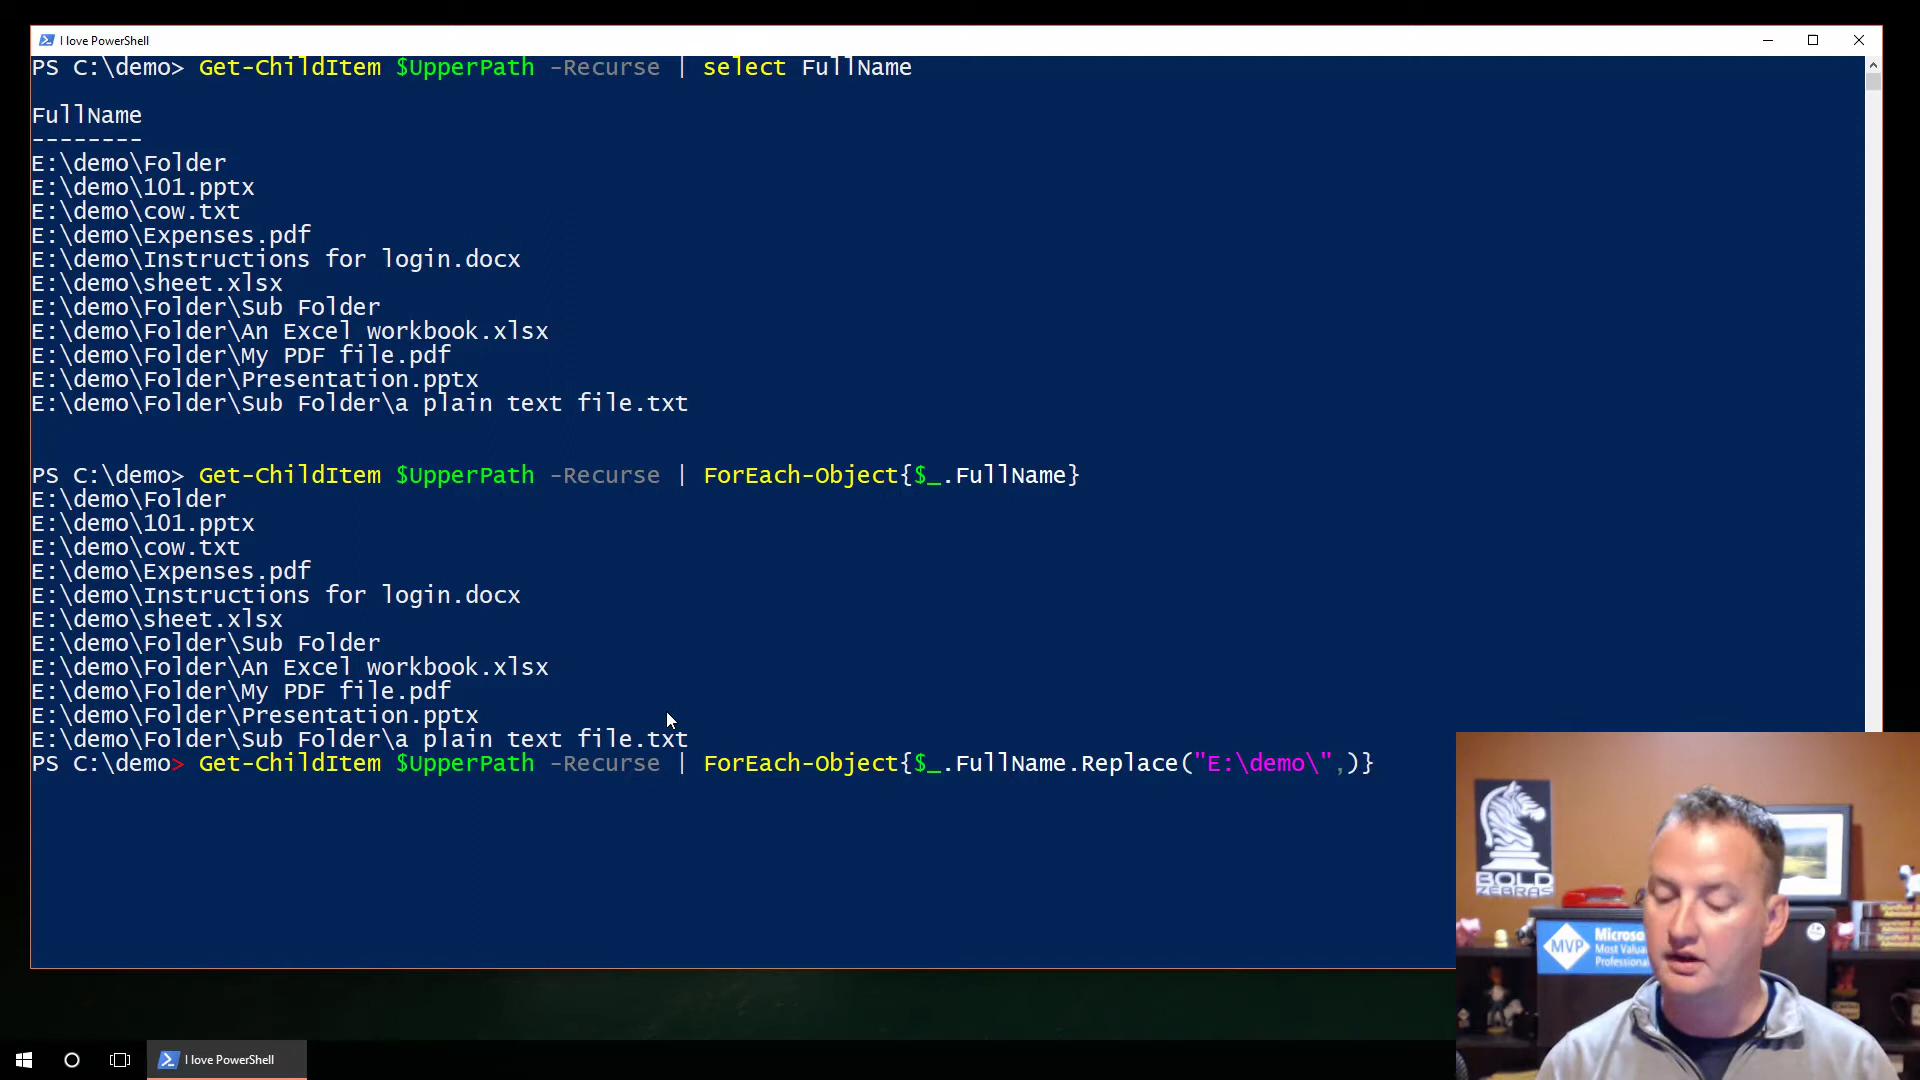 I love PowerShell
PS C:\demo> Get-ChildItem $UpperPath -Recurse | select FullName
FullName
--------
E:\demo\Folder
E:\demo\101.pptx
E:\demo\cow.txt
E:\demo\Expenses.pdf
E:\demo\Instructions for login.docx
E:\demo\sheet.xlsx
E:\demo\Folder\Sub Folder
E:\demo\Folder\An Excel workbook.xlsx
E:\demo\Folder\My PDF file.pdf
E:\demo\Folder\Presentation.pptx
E:\demo\Folder\Sub Folder\a plain text file.txt
PS C:\demo> Get-ChildItem $UpperPath -Recurse | ForEach-Object{$_.FullName}
E:\demo\Folder
E:\demo\101.pptx
E:\demo\cow.txt
E:\demo\Expenses.pdf
E:\demo\Instructions for login.docx
E:\demo\sheet.xlsx
E:\demo\Folder\Sub Folder
E:\demo\Folder\An Excel workbook.xlsx
E:\demo\Folder\My PDF file.pdf
E:\demo\Folder\Presentation.pptx
E:\demo\Folder\Sub Folder\a plain text file.txt
PS C:\demo> Get-ChildItem $UpperPath -Recurse | ForEach-Object{$_.FullName.Replace("E:\demo\",)}
BOLD
ZEBRAS
MVP
Microso
Most Valua
Professional
I love PowerShell